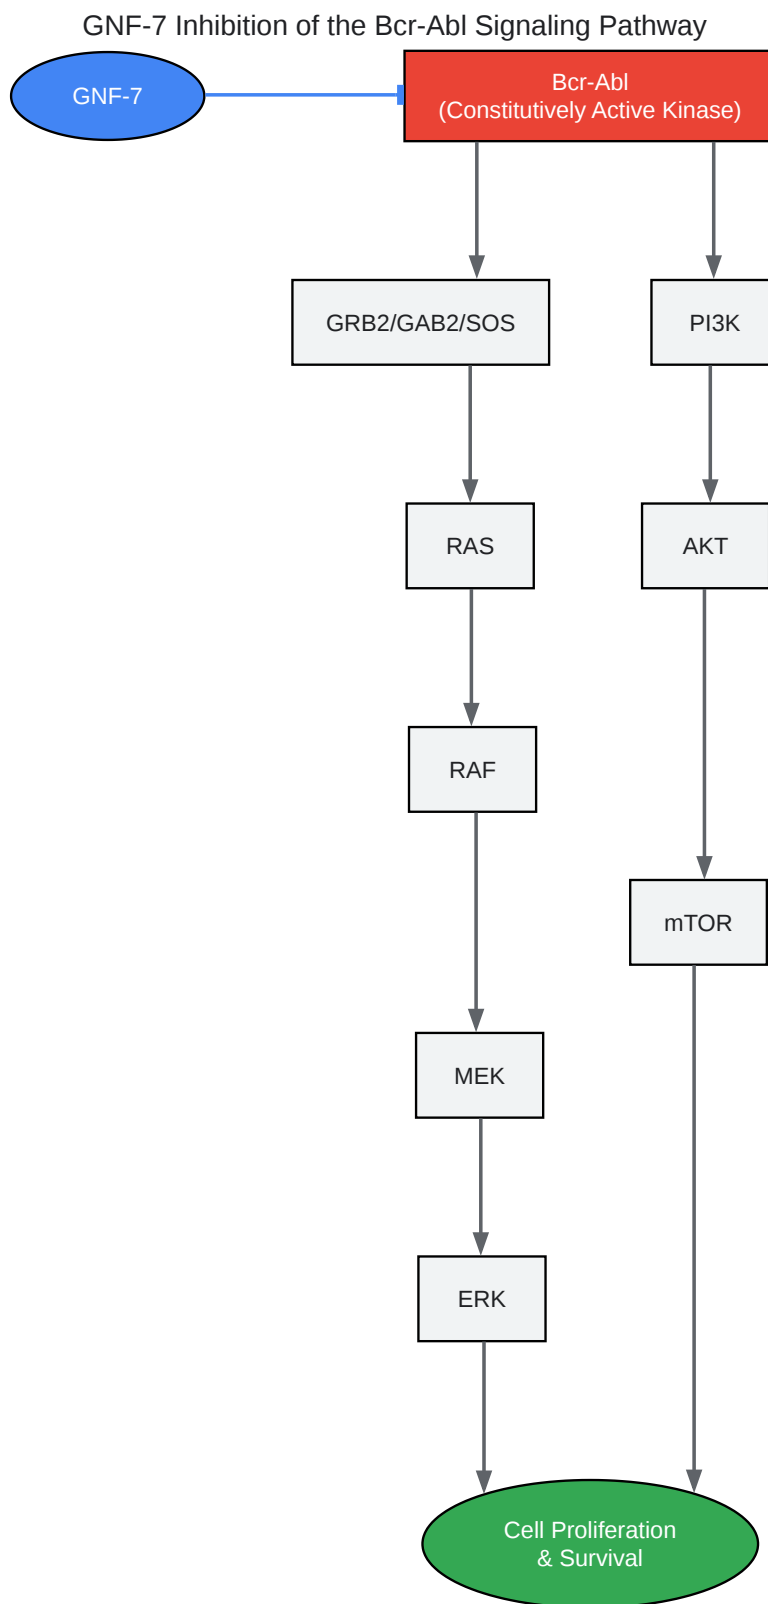 GNF-7 Inhibition of the Bcr-Abl Signaling Pathway
GNF-7
Bcr-Abl
(Constitutively Active Kinase)
GRB2/GAB2/SOS
PI3K
RAS
AKT
RAF
mTOR
MEK
ERK
Cell Proliferation
& Survival